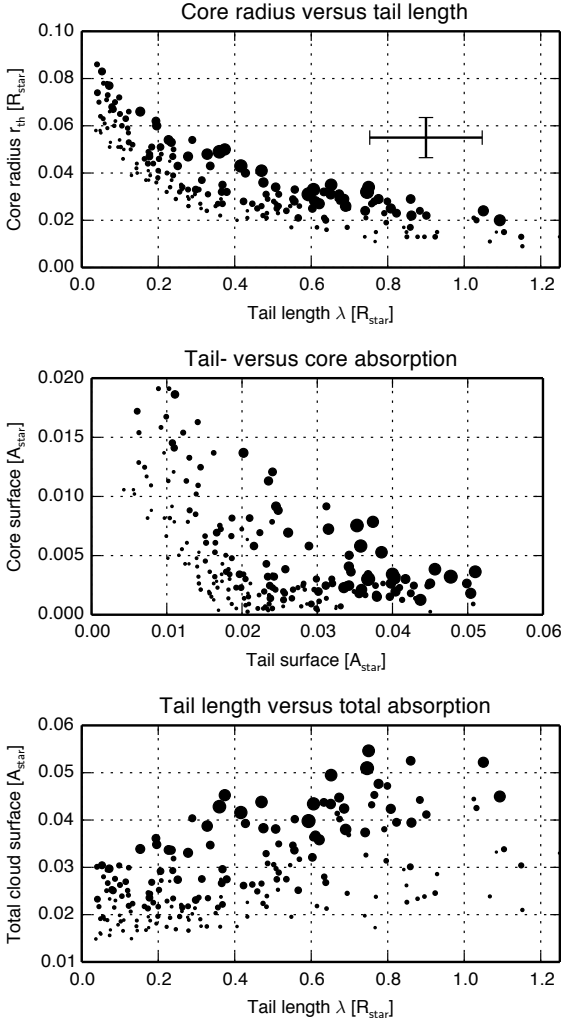 Core radius versus tail length
0.10
0.08
0.06
0.04
0.02
0.00
Core radius r_th [R_star]
0.0 0.2 0.4 0.6 0.8 1.0 1.2
Tail length λ [R_star]
Tail- versus core absorption
0.020
0.015
0.010
0.005
0.000
Core surface [A_star]
0.00 0.01 0.02 0.03 0.04 0.05 0.06
Tail surface [A_star]
Tail length versus total absorption
0.06
0.05
0.04
0.03
0.02
0.01
Total cloud surface [A_star]
0.0 0.2 0.4 0.6 0.8 1.0 1.2
Tail length λ [R_star]